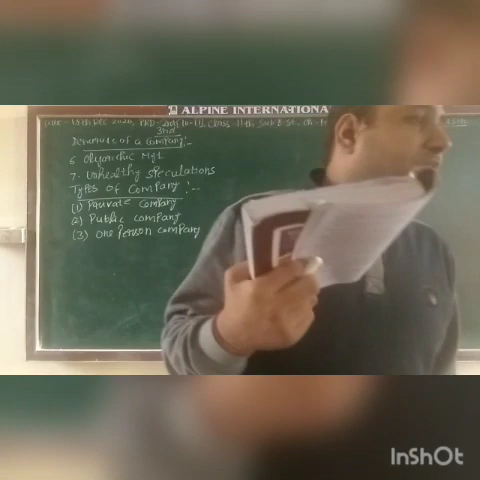 ALPINE INTERNATIONA
Demerits of a Company:-
6 Oligarchic Mgt
7. Unhealthy Speculations
Types of Company :-
(1) Private Company
(2) Public Company
(3) One Person Company
InShOt